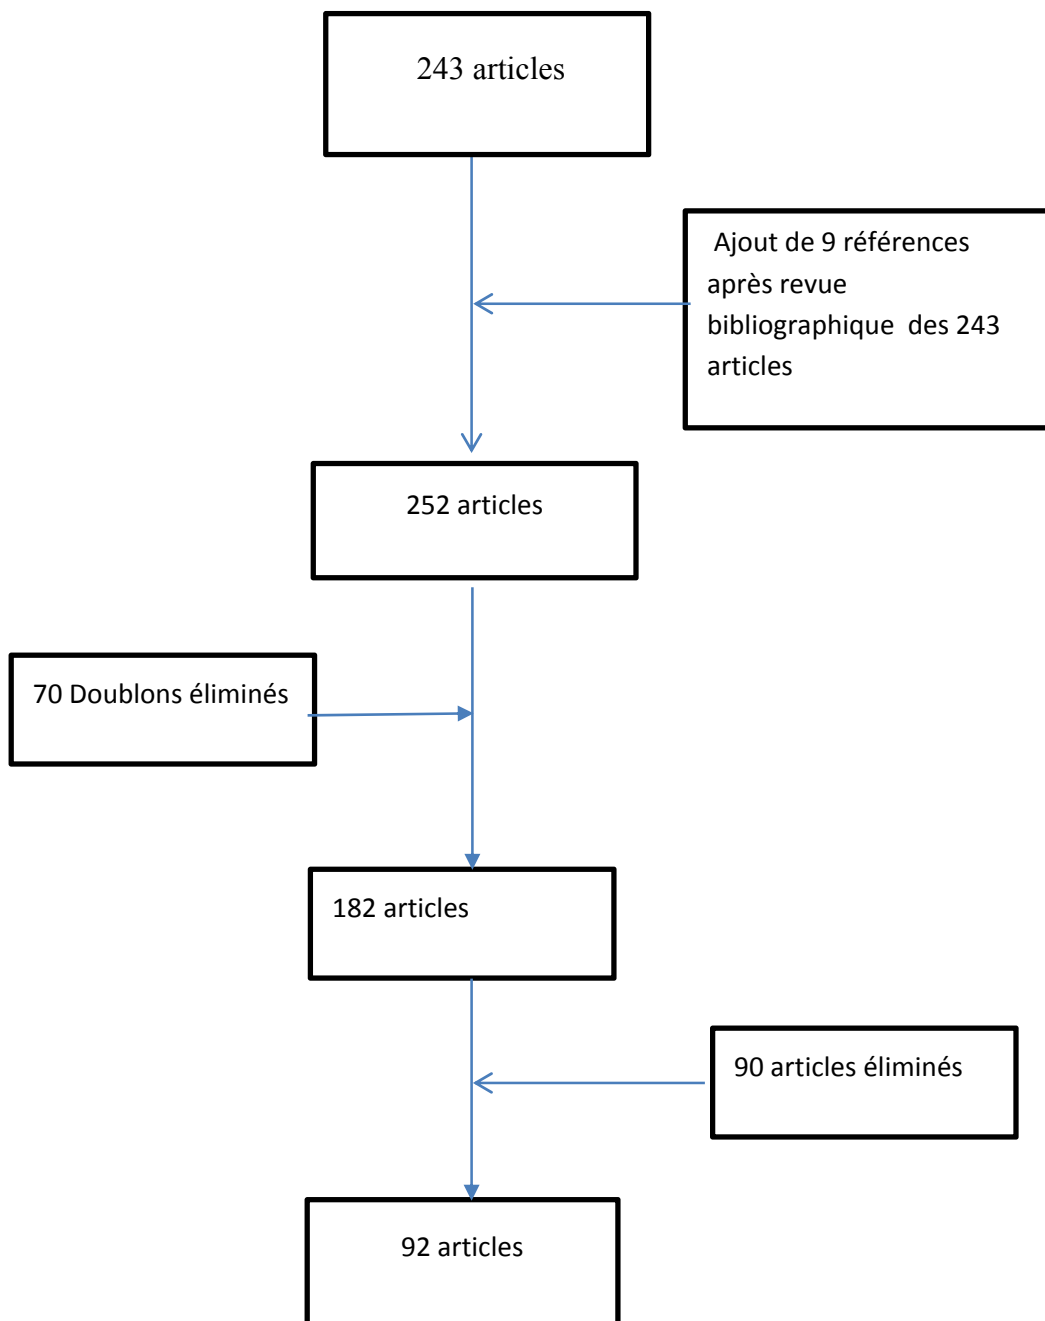 243 articles
Ajout de 9 références
après revue
bibliographique des 243
articles
252 articles
70 Doublons éliminés
182 articles
90 articles éliminés
92 articles